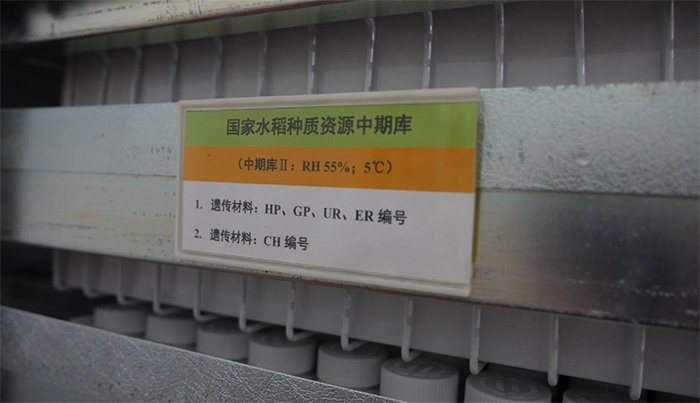 国家水稻种质资源中期库
（中期库Ⅱ：RH 55%；5℃）
1. 遗传材料：HP、GP、UR、ER 编号
2. 遗传材料：CH 编号